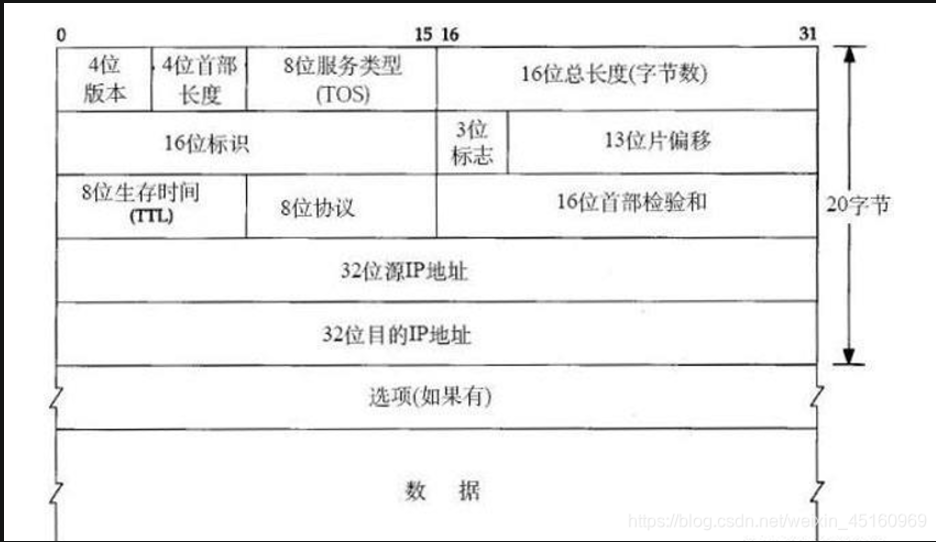 0 15 16 31
4位 4位首部 8位服务类型 16位总长度(字节数)
版本 长度 (TOS)
16位标识 3位 13位片偏移
标志
8位生存时间 8位协议 16位首部检验和
(TTL)
20字节
32位源IP地址
32位目的IP地址
选项(如果有)
数 据
https://blog.csdn.net/weixin_45160969